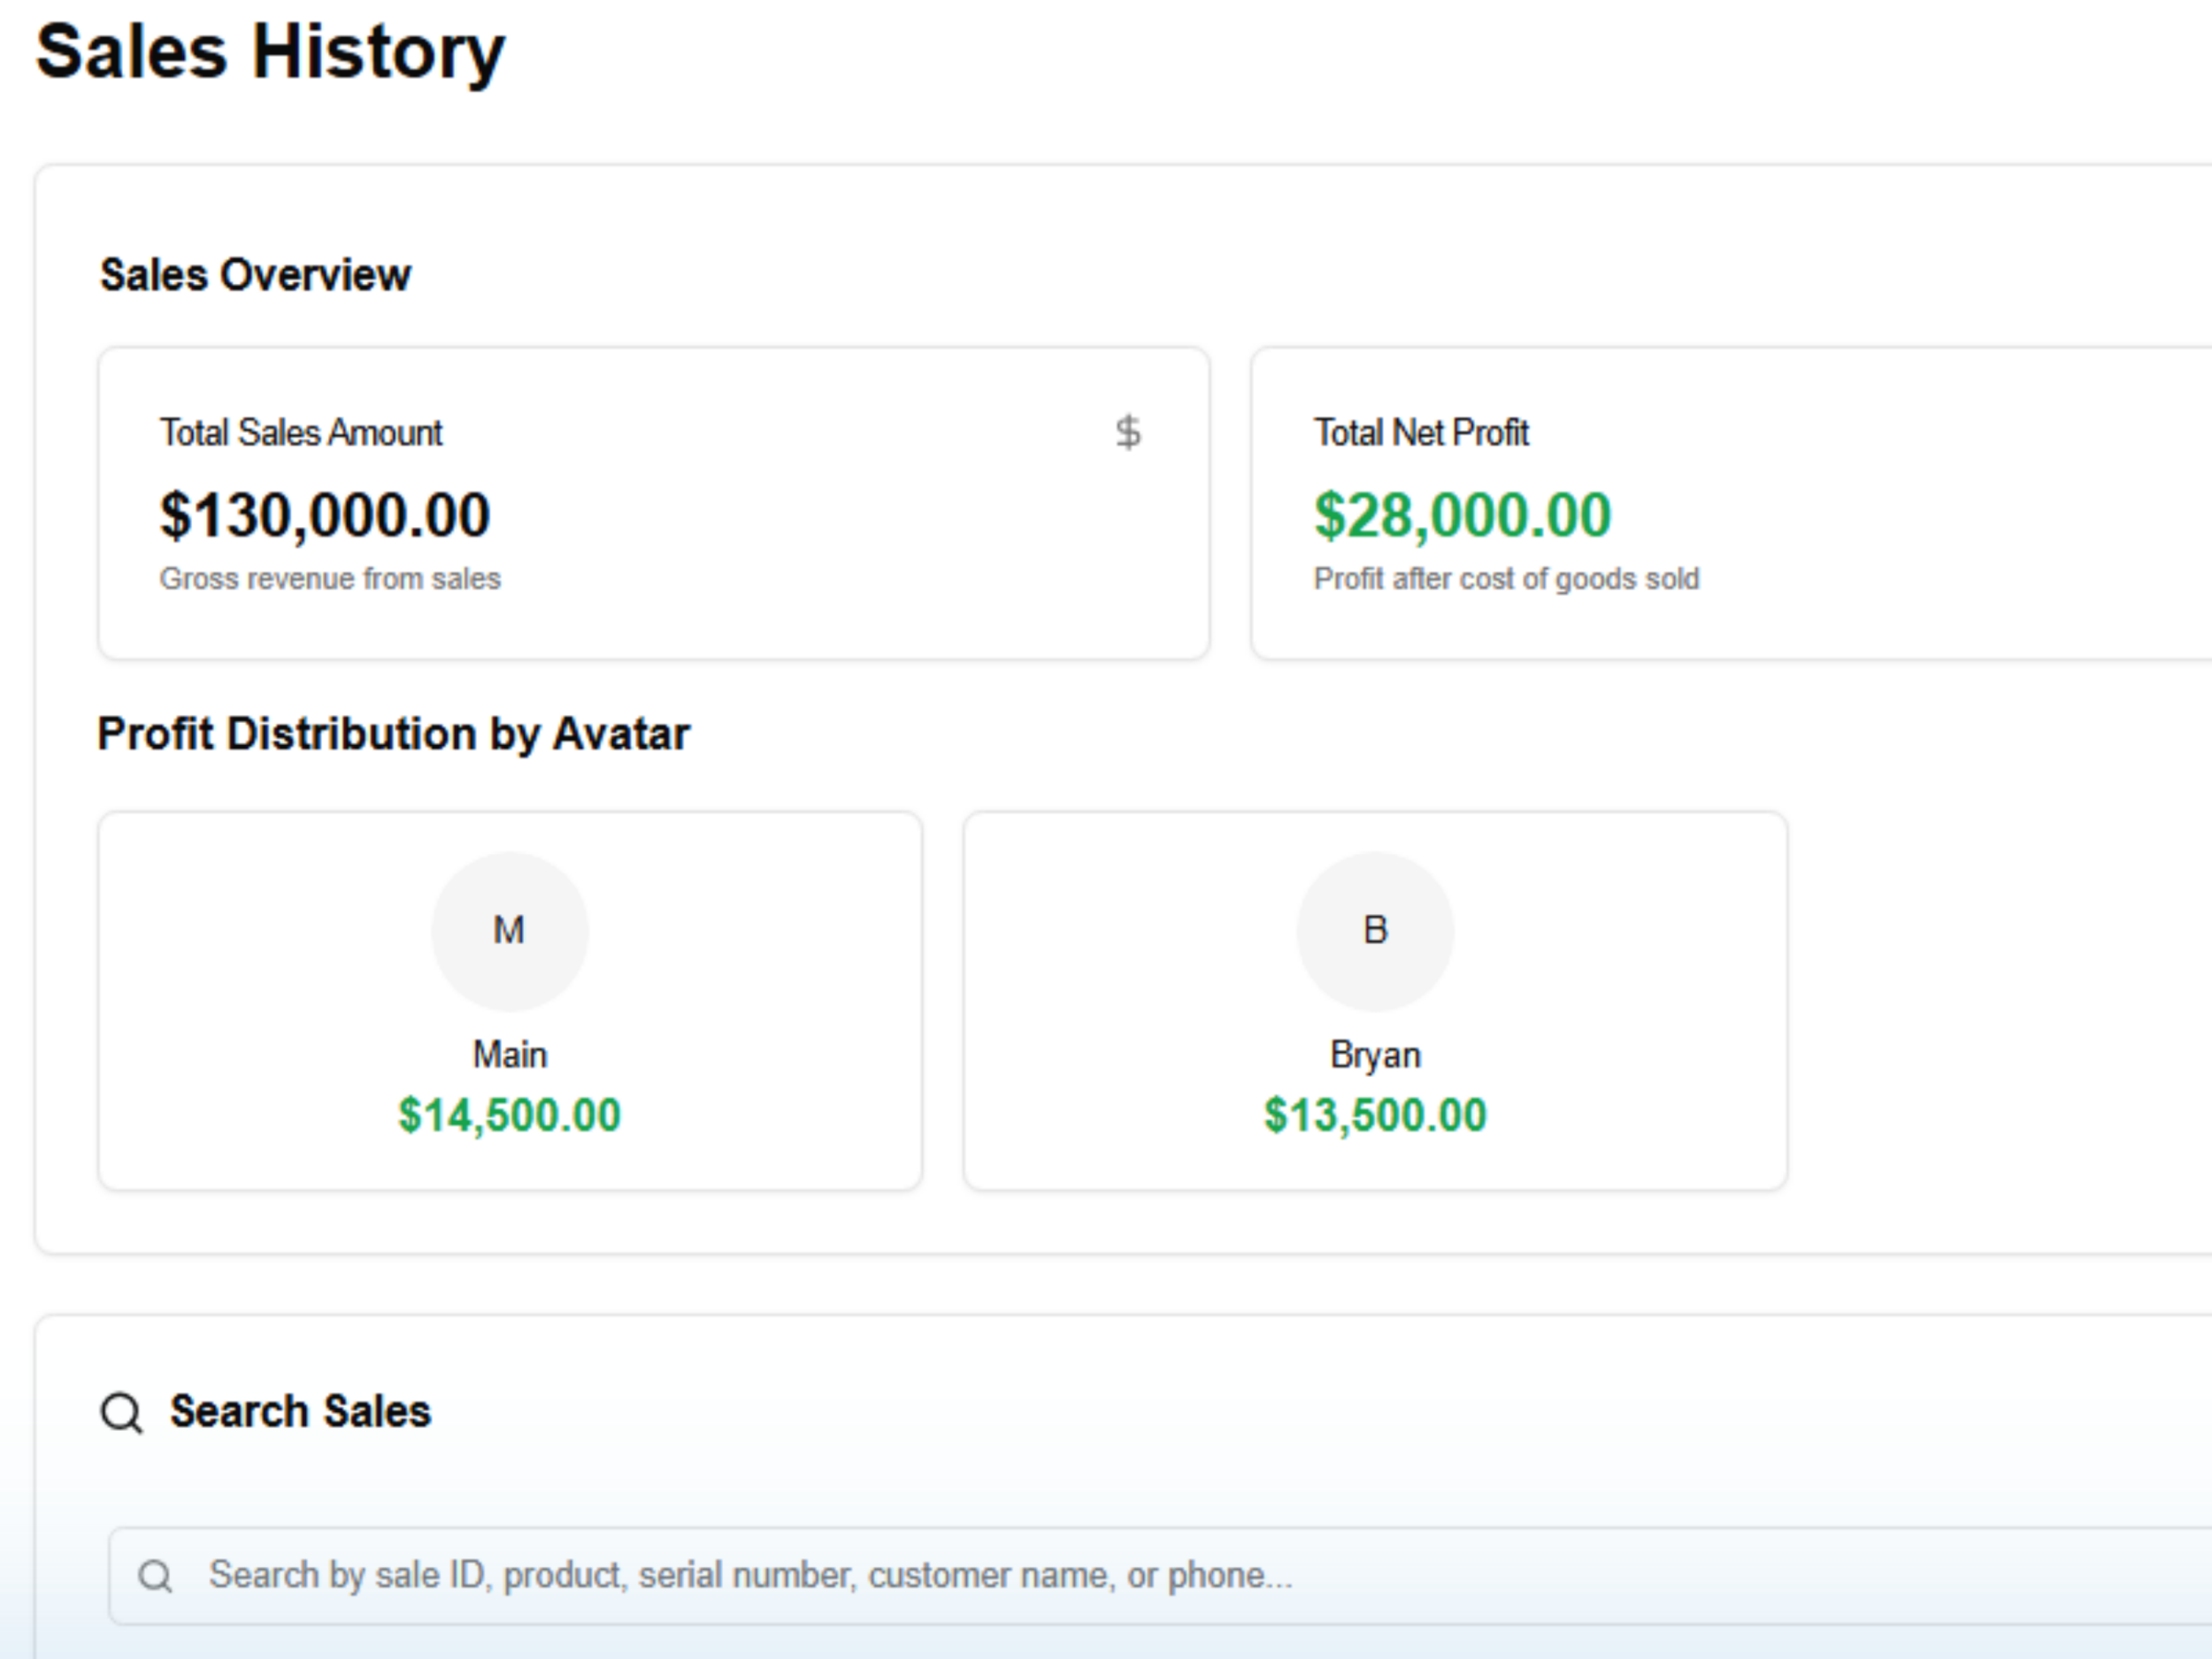 Sales History
Sales Overview
Total Sales Amount
$
$130,000.00
Gross revenue from sales
Total Net Profit
$28,000.00
Profit after cost of goods sold
Profit Distribution by Avatar
M
Main
$14,500.00
B
Bryan
$13,500.00
Search Sales
Search by sale ID, product, serial number, customer name, or phone...